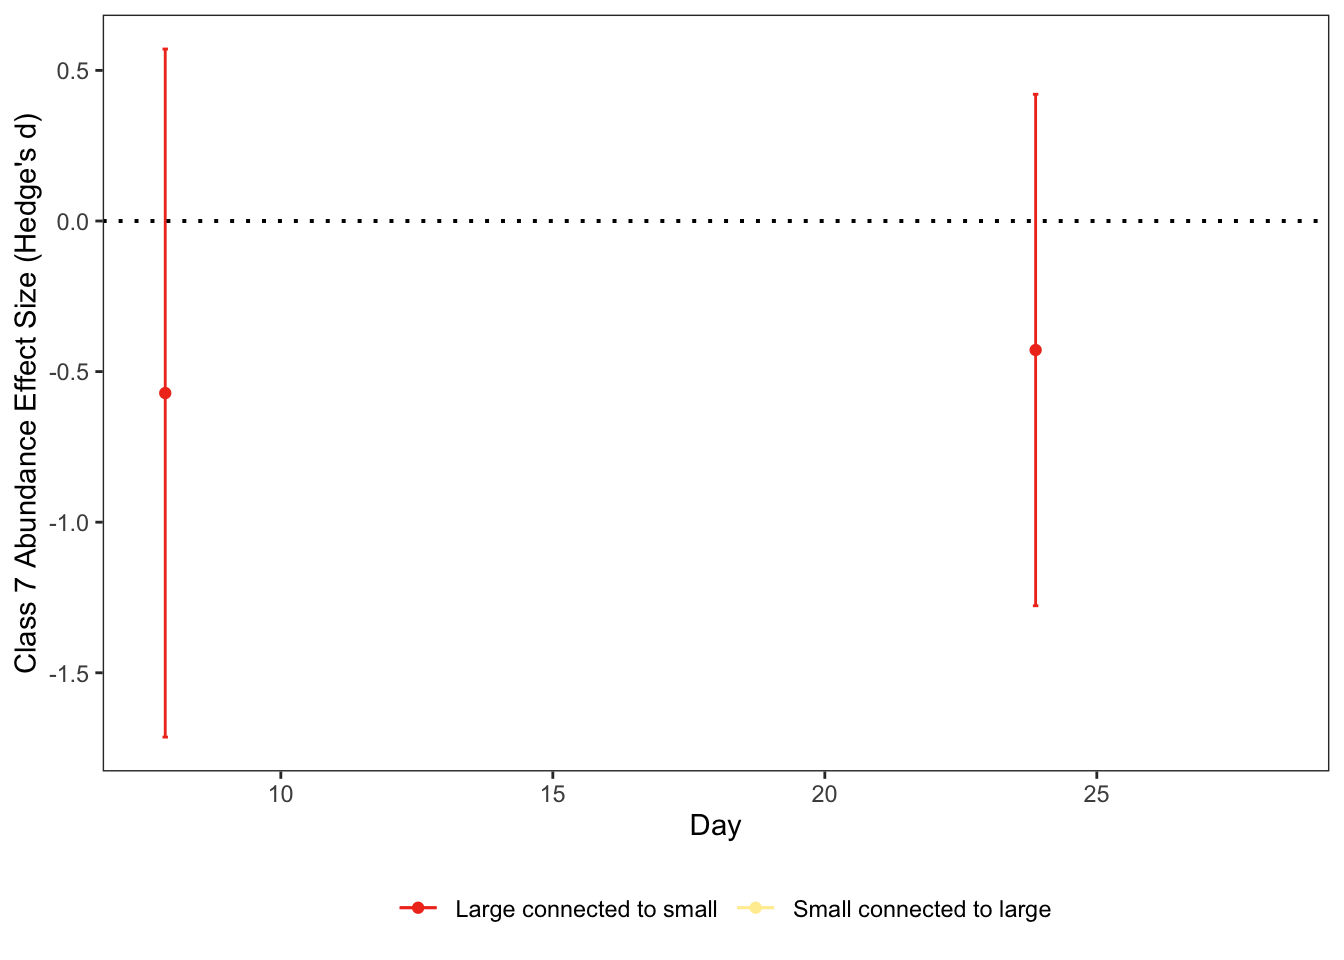 Class 7 Abundance Effect Size (Hedge's d)
0.5
0.0
-0.5
-1.0
-1.5
10 15 20 25
Day
Large connected to small Small connected to large